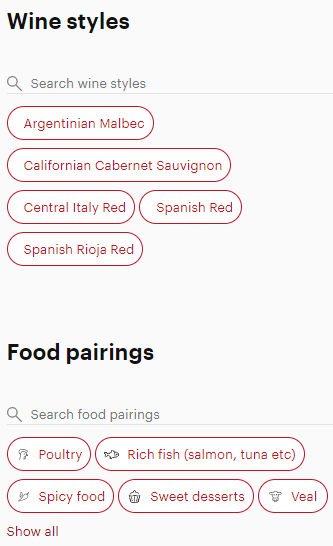 Wine styles
Search wine styles
Argentinian Malbec
Californian Cabernet Sauvignon
Central Italy Red Spanish Red
Spanish Rioja Red
Food pairings
Search food pairings
Poultry Rich fish (salmon, tuna etc)
Spicy food Sweet desserts Veal
Show all